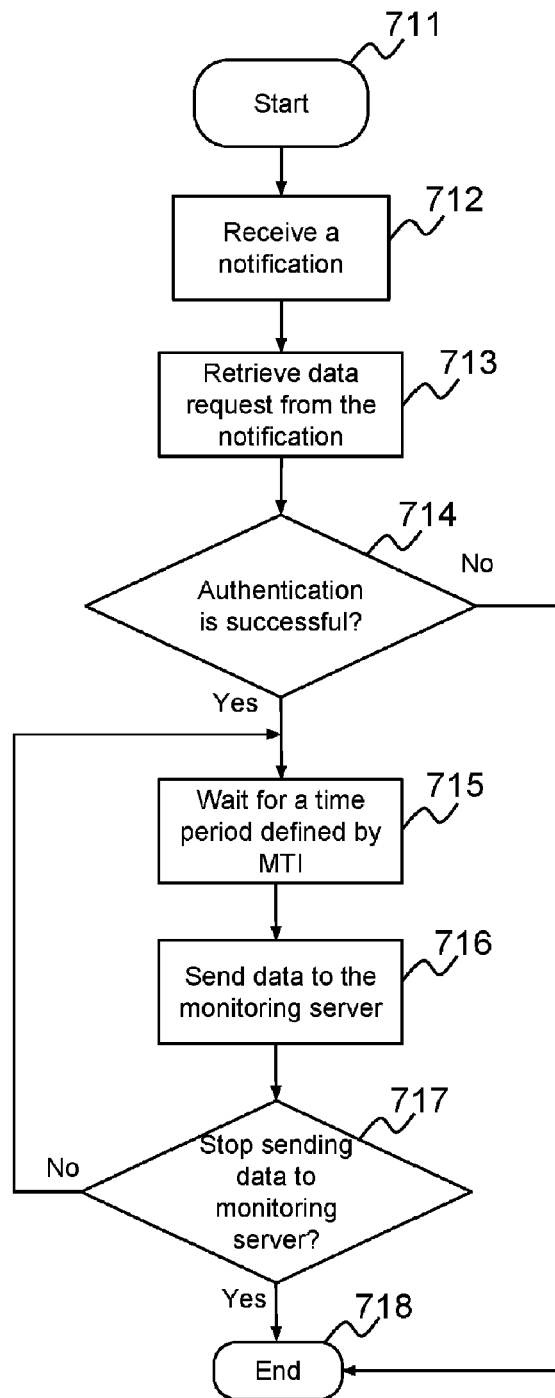 711
Start
712
Receive a
notification
713
Retrieve data
request from the
notification
714
No
Authentication
is successful?
Yes
715
Wait for a time
period defined by
MTI
716
Send data to the
monitoring server
717
Stop sending
data to
monitoring
server?
No
Yes
718
End